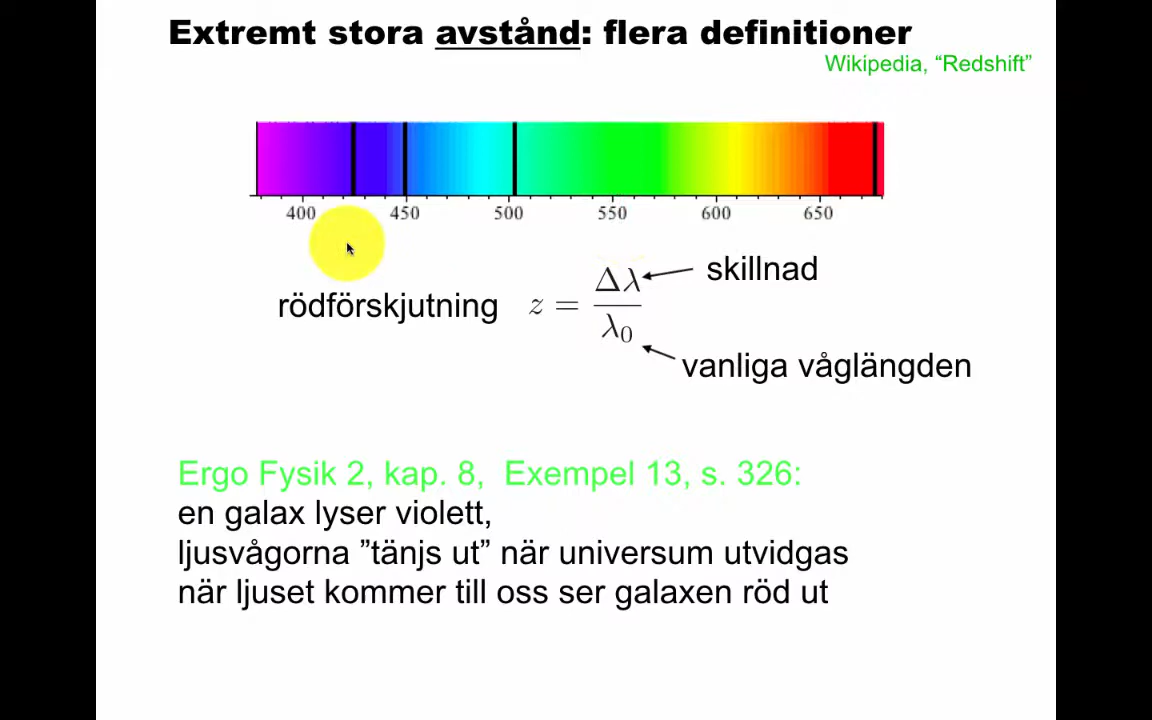 Extremt stora avstånd: flera definitioner
Wikipedia, “Redshift”
400 450 500 550 600 650
rödförskjutning z = Δλ / λ₀
skillnad
vanliga våglängden
Ergo Fysik 2, kap. 8, Exempel 13, s. 326:
en galax lyser violett,
ljusvågorna ”tänjs ut” när universum utvidgas
när ljuset kommer till oss ser galaxen röd ut